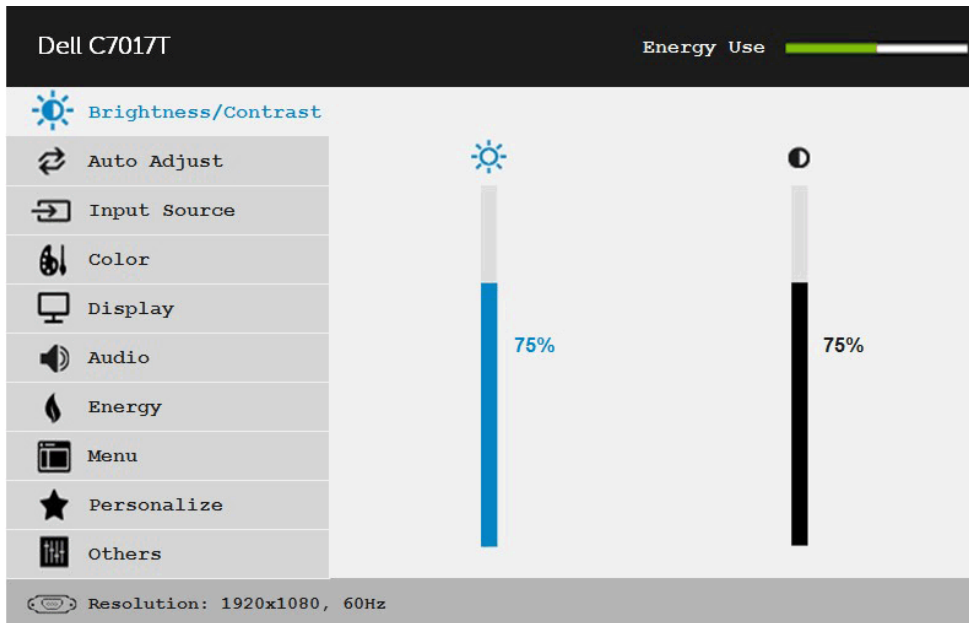 Dell C7017T
Energy Use
Brightness/Contrast
Auto Adjust
Input Source
Color
Display
Audio
Energy
Menu
Personalize
Others
75%
75%
Resolution: 1920x1080, 60Hz